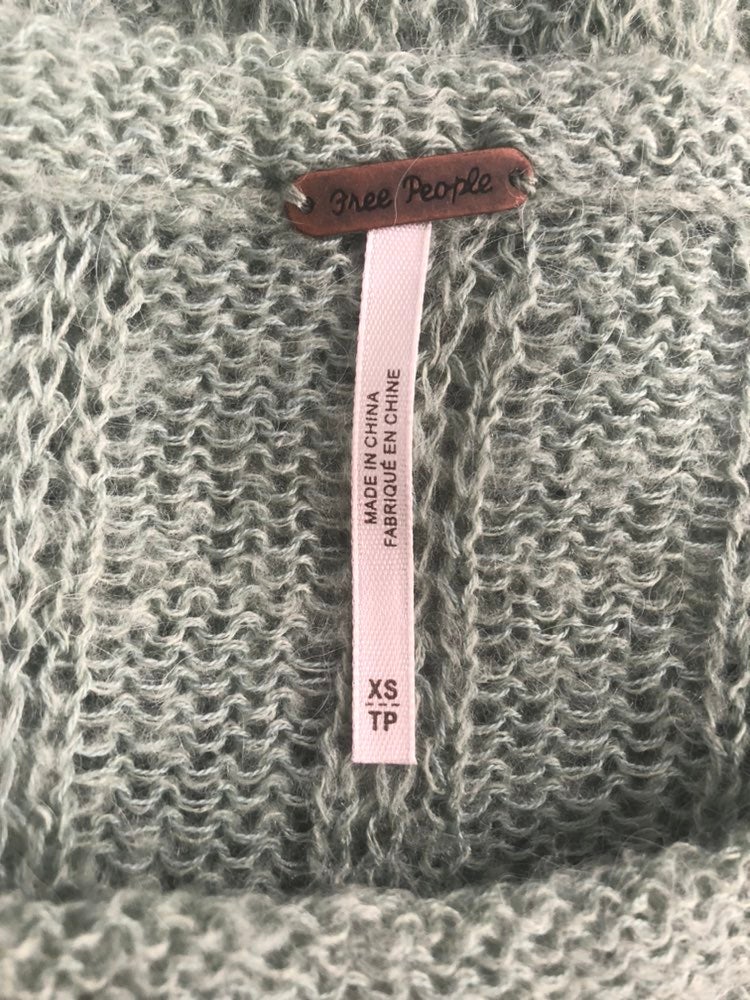 Free People
MADE IN CHINA
FABRIQUÉ EN CHINE
XS
TP